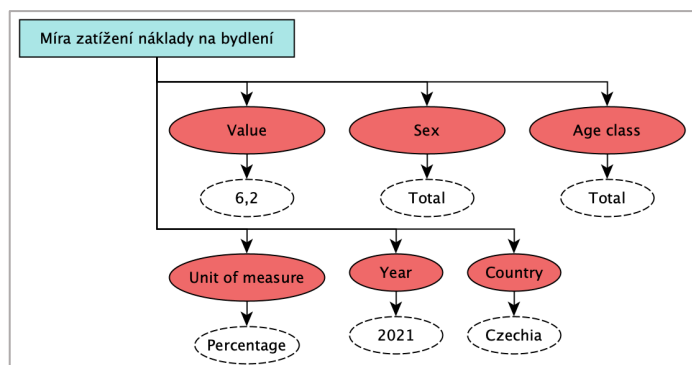 Míra zatížení náklady na bydlení
Value
Sex
Age class
6,2
Total
Total
Unit of measure
Year
Country
Percentage
2021
Czechia